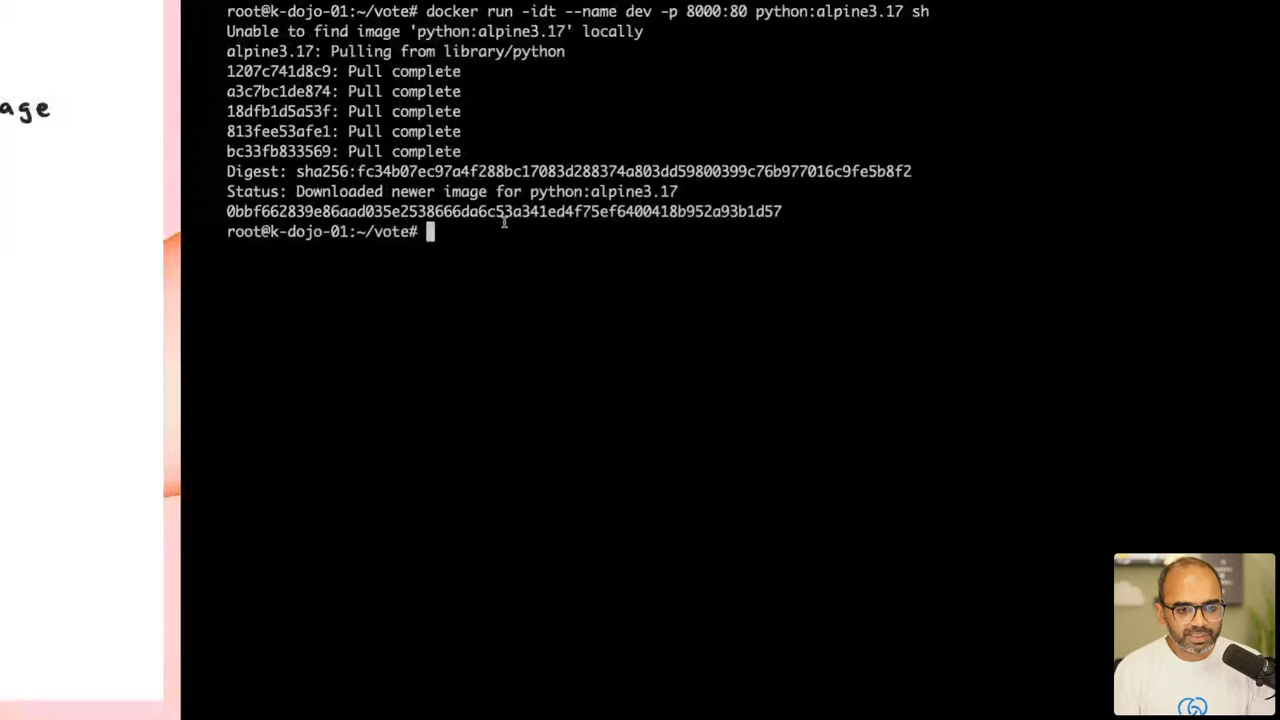 root@k-dojo-01:~/vote# docker run -idt --name dev -p 8000:80 python:alpine3.17 sh
Unable to find image 'python:alpine3.17' locally
alpine3.17: Pulling from library/python
1207c741d8c9: Pull complete
a3c7bc1de874: Pull complete
18dfb1d5a53f: Pull complete
813fee53afe1: Pull complete
bc33fb833569: Pull complete
Digest: sha256:fc34b07ec97a4f288bc17083d288374a803dd59800399c76b977016c9fe5b8f2
Status: Downloaded newer image for python:alpine3.17
0bbf662839e86aad035e2538666da6c53a341ed4f75ef6400418b952a93b1d57
root@k-dojo-01:~/vote#
age